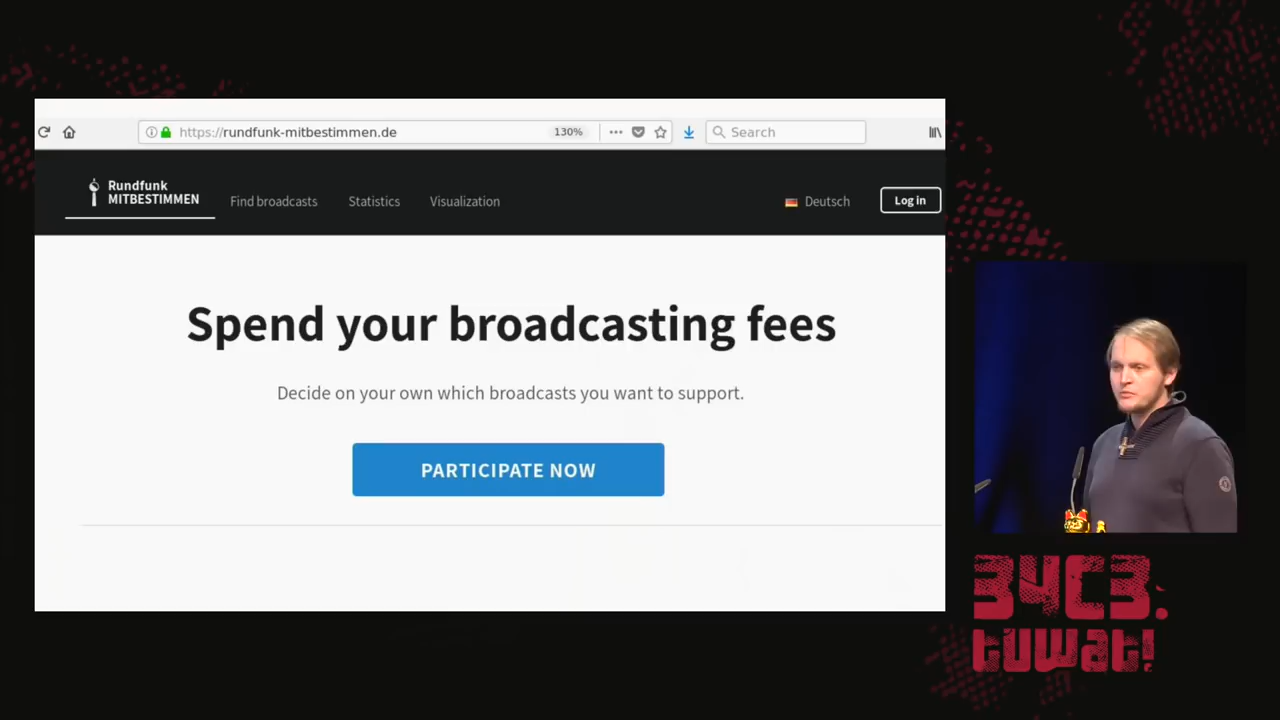 https://rundfunk-mitbestimmen.de
130%
Search
Rundfunk
MITBESTIMMEN
Find broadcasts
Statistics
Visualization
Deutsch
Log in
Spend your broadcasting fees
Decide on your own which broadcasts you want to support.
PARTICIPATE NOW
34C3.
tuwat!